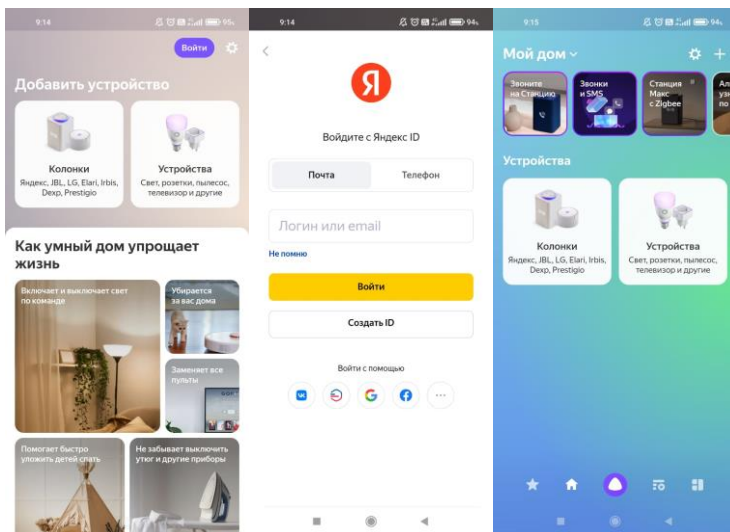 9:14
95%
Войти
Добавить устройство
Колонки
Яндекс, JBL, LG, Elari, Irbis,
Dexp, Prestigio
Устройства
Свет, розетки, пылесос,
телевизор и другие
Как умный дом упрощает
жизнь
Включает и выключает свет
по команде
Убирается
за вас дома
Заменяет все
пульты
Помогает быстро
уложить детей спать
Не забывает выключить
утюг и другие приборы
9:14
94%
Я
Войдите с Яндекс ID
Почта
Телефон
Логин или email
Не помню
Войти
Создать ID
Войти с помощью
9:15
94%
Мой дом
Звоните
на Станцию
Звонки
и SMS
Станция
Макс
с Zigbee
Устройства
Колонки
Яндекс, JBL, LG, Elari, Irbis,
Dexp, Prestigio
Устройства
Свет, розетки, пылесос,
телевизор и другие